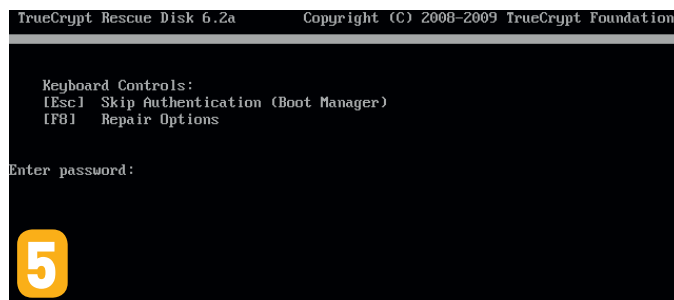 TrueCrypt Rescue Disk 6.2a Copyright (C) 2008-2009 TrueCrypt Foundation
Keyboard Controls:
[Esc] Skip Authentication (Boot Manager)
[F8] Repair Options
Enter password:
5